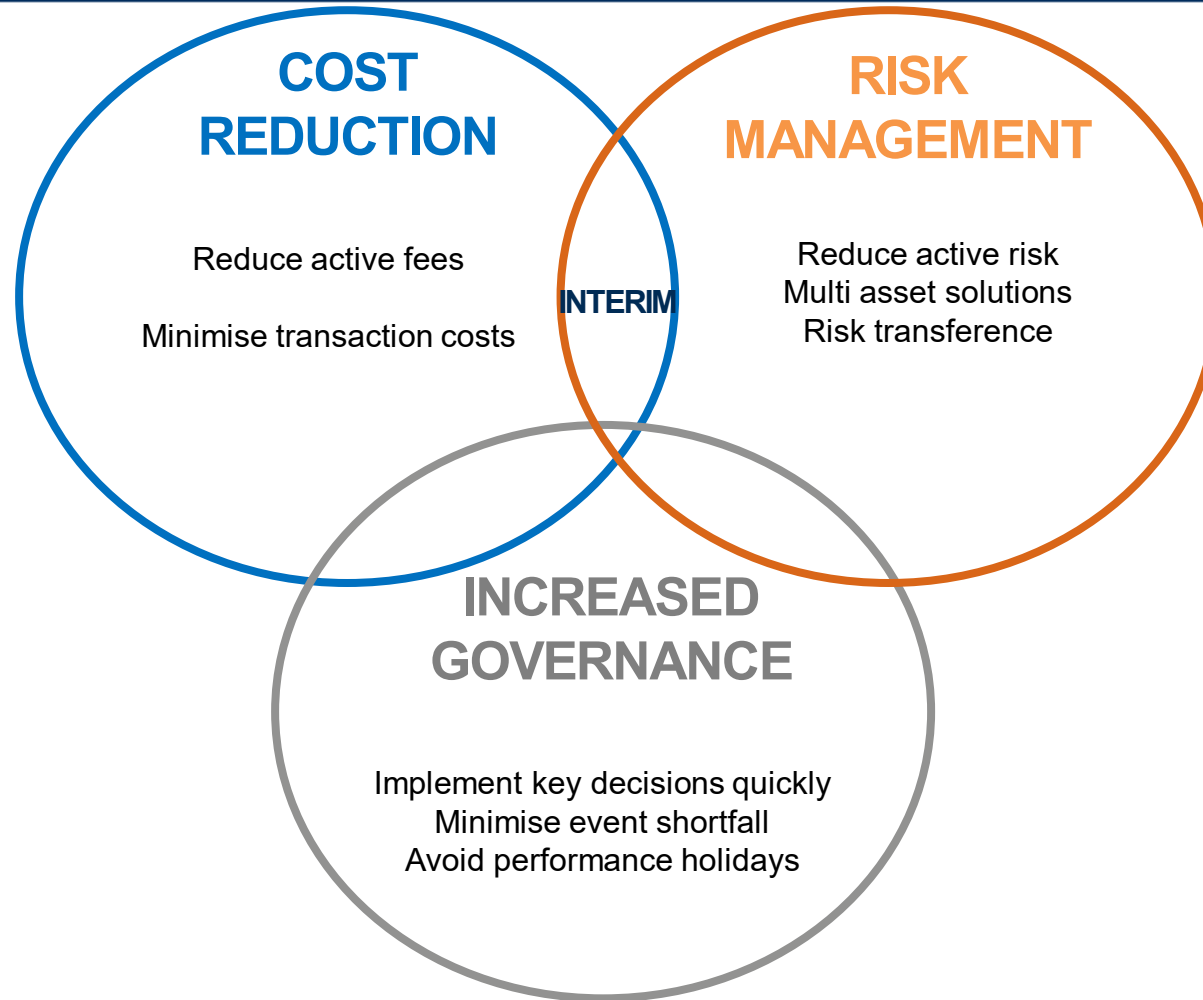 COST
REDUCTION
Reduce active fees
Minimise transaction costs
RISK
MANAGEMENT
Reduce active risk
Multi asset solutions
Risk transference
INTERIM
INCREASED
GOVERNANCE
Implement key decisions quickly
Minimise event shortfall
Avoid performance holidays